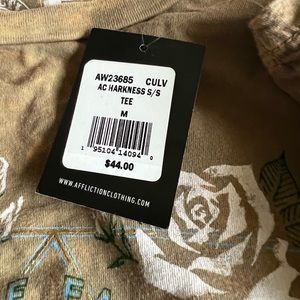 AW23685 CULV
AC HARKNESS S/S
TEE
M
1 95104 14094 0
$44.00
WWW.AFFLICTIONCLOTHING.COM